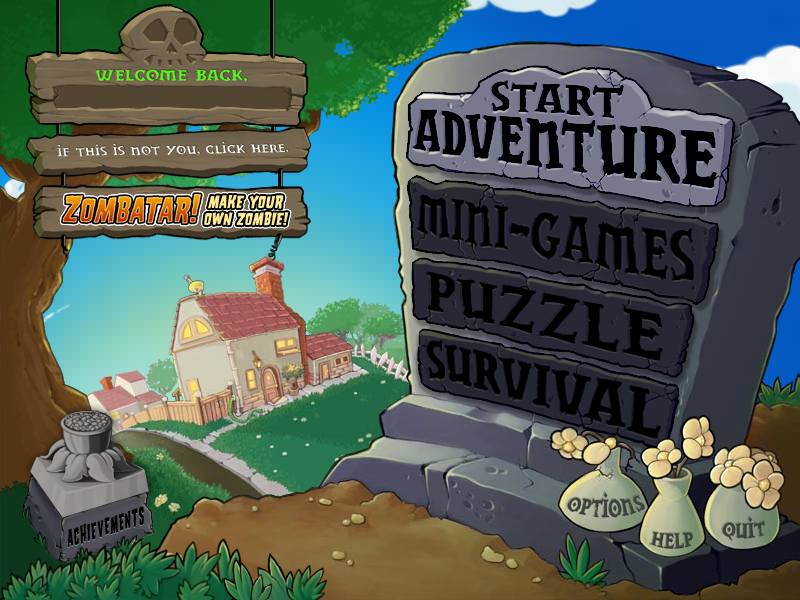 WELCOME BACK,
IF THIS IS NOT YOU, CLICK HERE.
ZOMBATAR! MAKE YOUR
OWN ZOMBIE!
START
ADVENTURE
MINI-GAMES
PUZZLE
SURVIVAL
ACHIEVEMENTS
OPTIONS
HELP
QUIT